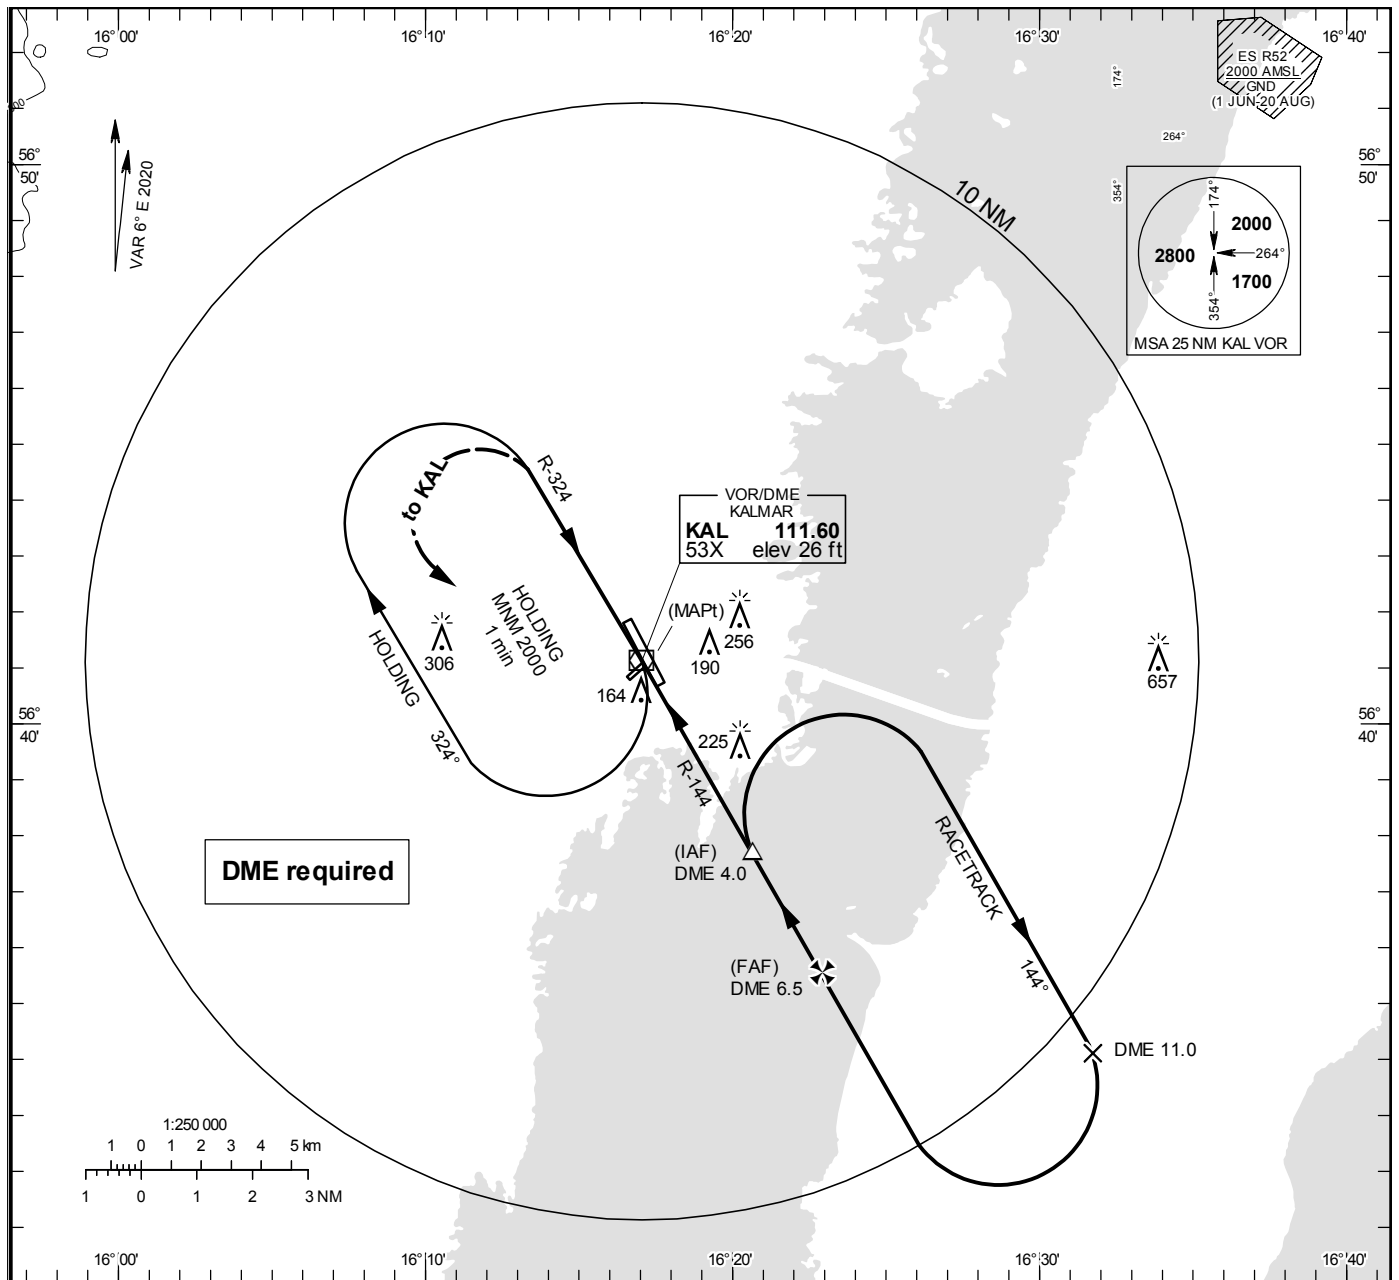 16°00'
16°10'
16°20'
16°30'
16°40'
ES R52
2000 AMSL
GND
(1 JUN-20 AUG)
174°
264°
354°
56°
50'
56°
50'
VAR 6° E 2020
10 NM
174°
2000
2800
264°
1700
354°
MSA 25 NM KAL VOR
R-324
to KAL
VOR/DME
KALMAR
KAL 111.60
53X elev 26 ft
HOLDING
MNM 2000
1 min
(MAPt)
256
190
306
657
164
HOLDING
324°
225
56°
40'
56°
40'
R-144
RACETRACK
144°
(IAF)
DME 4.0
DME required
(FAF)
DME 6.5
DME 11.0
1:250 000
1 0 1 2 3 4 5 km
1 0 1 2 3 NM
16°00'
16°10'
16°20'
16°30'
16°40'